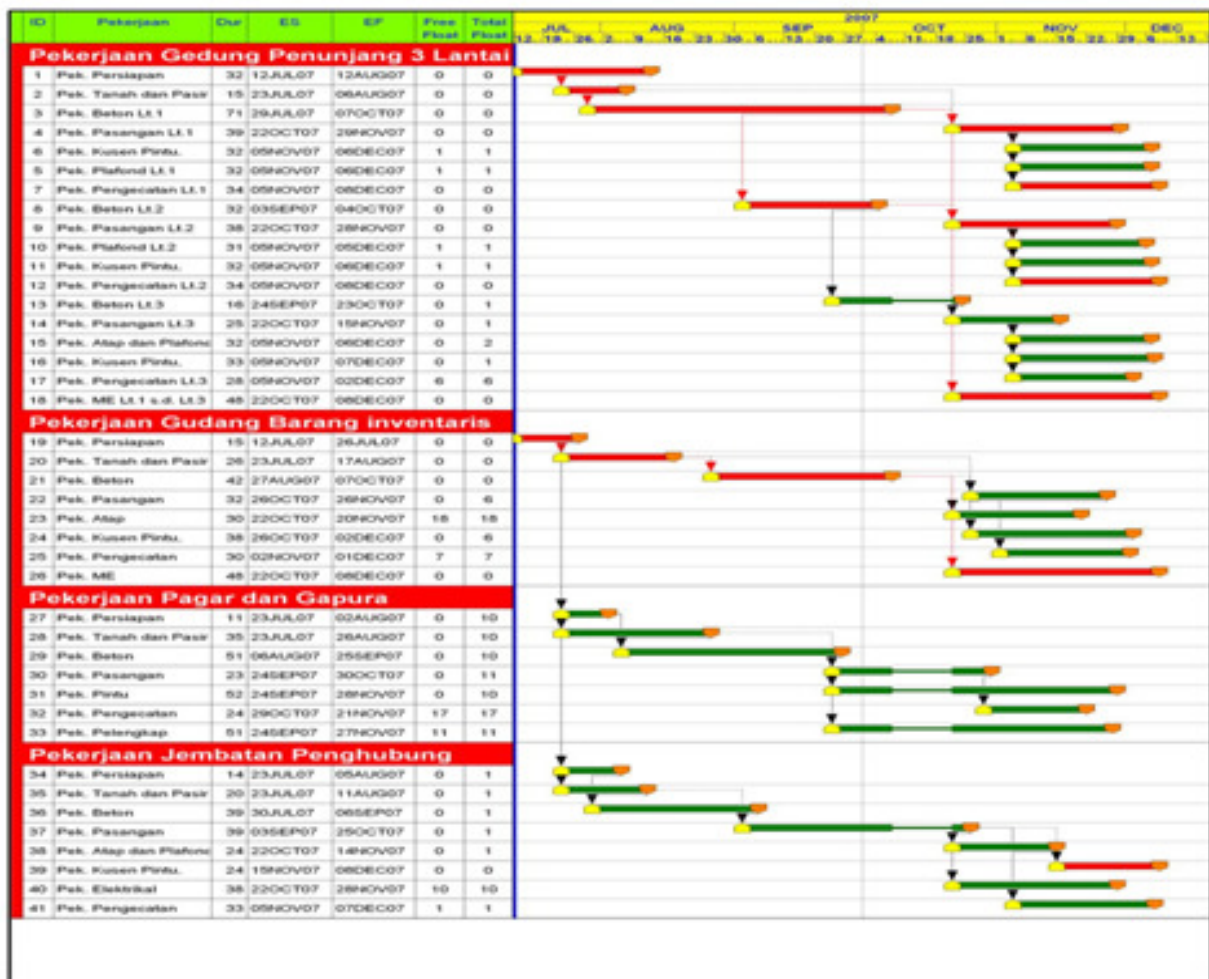 ID Pekerjaan Dur ES EF Free Float Total Float
2007
JUL AUG SEP OCT NOV DEC
Pekerjaan Gedung Penunjang 3 Lantai
1 Pek. Persiapan 32 12JUL07 12AUG07 0 0
2 Pek. Tanah dan Pasir 15 23JUL07 06AUG07 0 0
3 Pek. Beton Lt.1 71 29JUL07 07OCT07 0 0
4 Pek. Pasangan Lt.1 39 22OCT07 29NOV07 0 0
6 Pek. Kusen Pintu. 32 05NOV07 06DEC07 1 1
5 Pek. Plafond Lt.1 32 05NOV07 06DEC07 1 1
7 Pek. Pengecatan Lt.1 34 05NOV07 08DEC07 0 0
8 Pek. Beton Lt.2 32 03SEP07 04OCT07 0 0
9 Pek. Pasangan Lt.2 38 22OCT07 28NOV07 0 0
10 Pek. Plafond Lt.2 31 05NOV07 05DEC07 1 1
11 Pek. Kusen Pintu. 32 05NOV07 06DEC07 1 1
12 Pek. Pengecatan Lt.2 34 05NOV07 08DEC07 0 0
13 Pek. Beton Lt.3 16 24SEP07 23OCT07 0 1
14 Pek. Pasangan Lt.3 25 22OCT07 15NOV07 0 1
15 Pek. Atap dan Plafond 32 05NOV07 06DEC07 0 2
16 Pek. Kusen Pintu. 33 05NOV07 07DEC07 0 1
17 Pek. Pengecatan Lt.3 28 05NOV07 02DEC07 6 6
18 Pek. ME Lt.1 s.d. Lt.3 48 22OCT07 08DEC07 0 0
Pekerjaan Gudang Barang inventaris
19 Pek. Persiapan 15 12JUL07 26JUL07 0 0
20 Pek. Tanah dan Pasir 26 23JUL07 17AUG07 0 0
21 Pek. Beton 42 27AUG07 07OCT07 0 0
22 Pek. Pasangan 32 26OCT07 26NOV07 0 6
23 Pek. Atap 30 22OCT07 20NOV07 18 18
24 Pek. Kusen Pintu. 38 26OCT07 02DEC07 0 6
25 Pek. Pengecatan 30 02NOV07 01DEC07 7 7
26 Pek. ME 48 22OCT07 08DEC07 0 0
Pekerjaan Pagar dan Gapura
27 Pek. Persiapan 11 23JUL07 02AUG07 0 10
28 Pek. Tanah dan Pasir 35 23JUL07 26AUG07 0 10
29 Pek. Beton 51 06AUG07 25SEP07 0 10
30 Pek. Pasangan 23 24SEP07 30OCT07 0 11
31 Pek. Pintu 52 24SEP07 28NOV07 0 10
32 Pek. Pengecatan 24 29OCT07 21NOV07 17 17
33 Pek. Pelengkap 51 24SEP07 27NOV07 11 11
Pekerjaan Jembatan Penghubung
34 Pek. Persiapan 14 23JUL07 05AUG07 0 1
35 Pek. Tanah dan Pasir 20 23JUL07 11AUG07 0 1
36 Pek. Beton 39 30JUL07 06SEP07 0 1
37 Pek. Pasangan 39 03SEP07 25OCT07 0 1
38 Pek. Atap dan Plafond 24 22OCT07 14NOV07 0 1
39 Pek. Kusen Pintu. 24 15NOV07 08DEC07 0 0
40 Pek. Elektrikal 38 22OCT07 28NOV07 10 10
41 Pek. Pengecatan 33 05NOV07 07DEC07 1 1